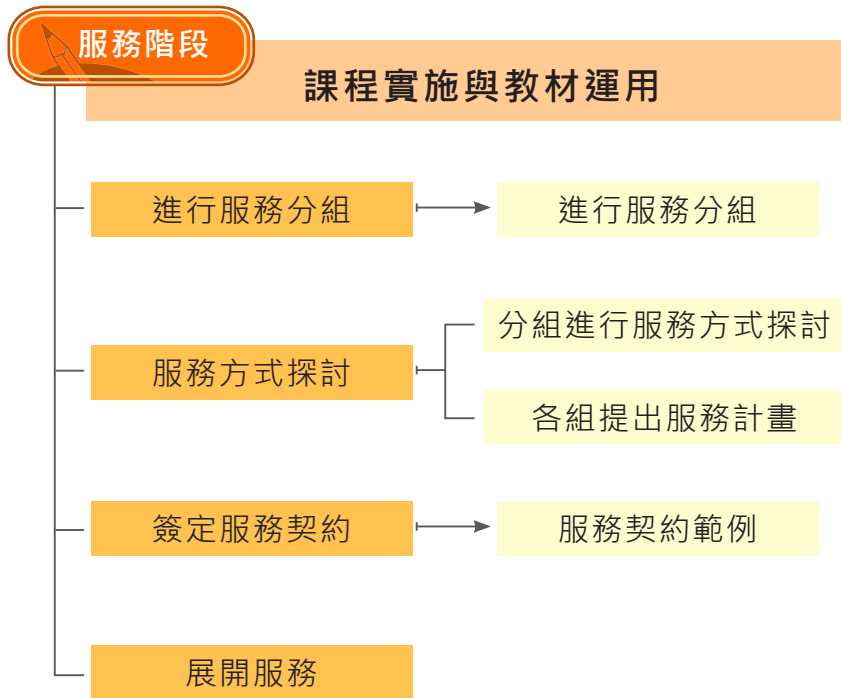 服務階段
課程實施與教材運用
進行服務分組
進行服務分組
服務方式探討
分組進行服務方式探討
各組提出服務計畫
簽定服務契約
服務契約範例
展開服務